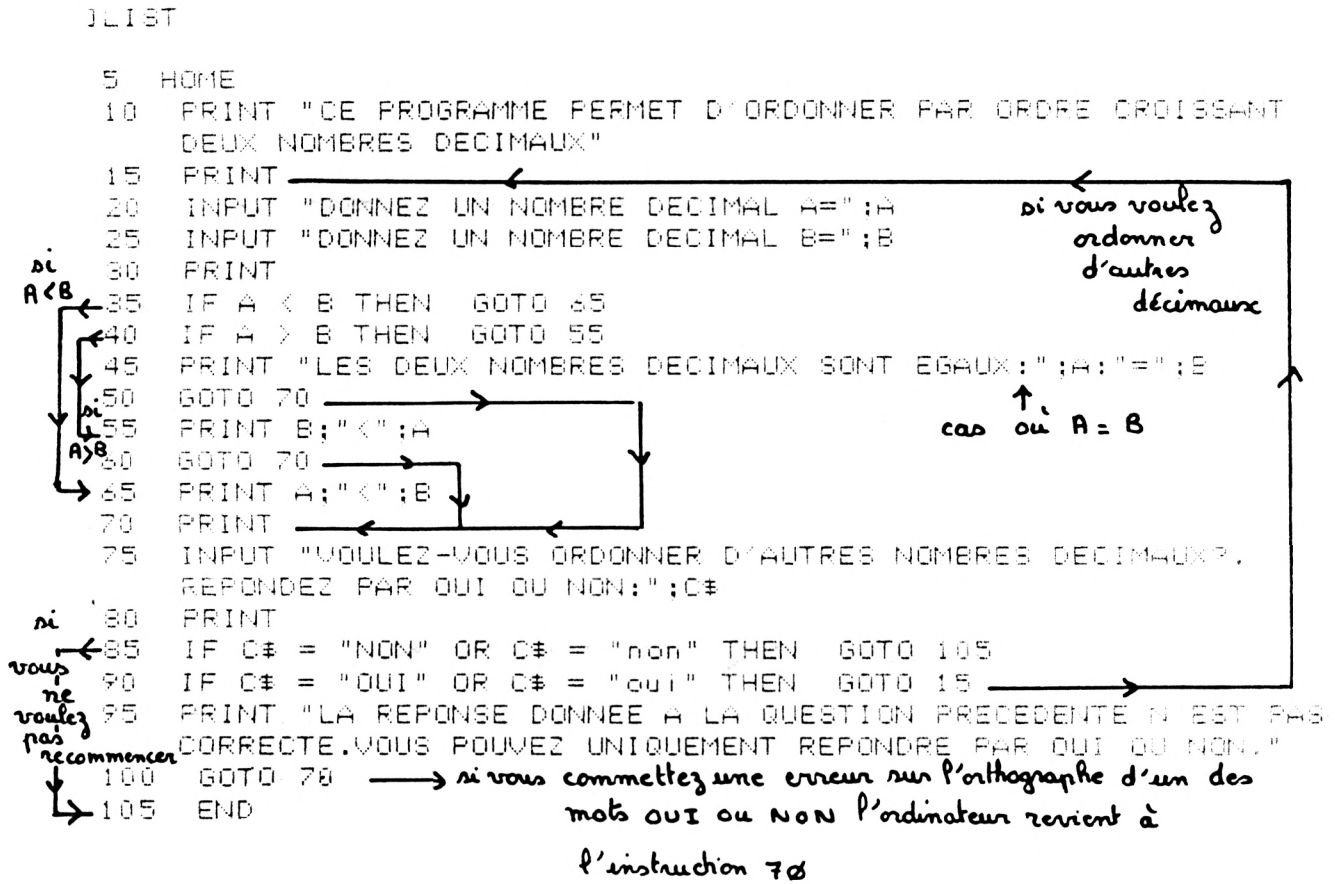 ]LIST
5 HOME
10 PRINT "CE PROGRAMME PERMET D'ORDONNER PAR ORDRE CROISSANT
DEUX NOMBRES DECIMAUX"
15 PRINT
20 INPUT "DONNEZ UN NOMBRE DECIMAL A=";A
si vous voulez
25 INPUT "DONNEZ UN NOMBRE DECIMAL B=";B
ordonner
30 PRINT
d'autres
si
A<B
35 IF A < B THEN GOTO 65
décimaux
40 IF A > B THEN GOTO 55
45 PRINT "LES DEUX NOMBRES DECIMAUX SONT EGAUX:";A;"=";B
50 GOTO 70
cas où A = B
si
55 PRINT B;"<";A
A>B
60 GOTO 70
65 PRINT A;"<";B
70 PRINT
75 INPUT "VOULEZ-VOUS ORDONNER D'AUTRES NOMBRES DECIMAUX?.
REPONDEZ PAR OUI OU NON:";C$
80 PRINT
si
vous
ne
voulez
pas
recommencer
85 IF C$ = "NON" OR C$ = "non" THEN GOTO 105
90 IF C$ = "OUI" OR C$ = "oui" THEN GOTO 15
95 PRINT "LA REPONSE DONNEE A LA QUESTION PRECEDENTE N'EST PAS
CORRECTE.VOUS POUVEZ UNIQUEMENT REPONDRE PAR OUI OU NON."
100 GOTO 70
si vous commettez une erreur sur l'orthographe d'un des
105 END
mots OUI ou NON l'ordinateur revient à
l'instruction 7Ø